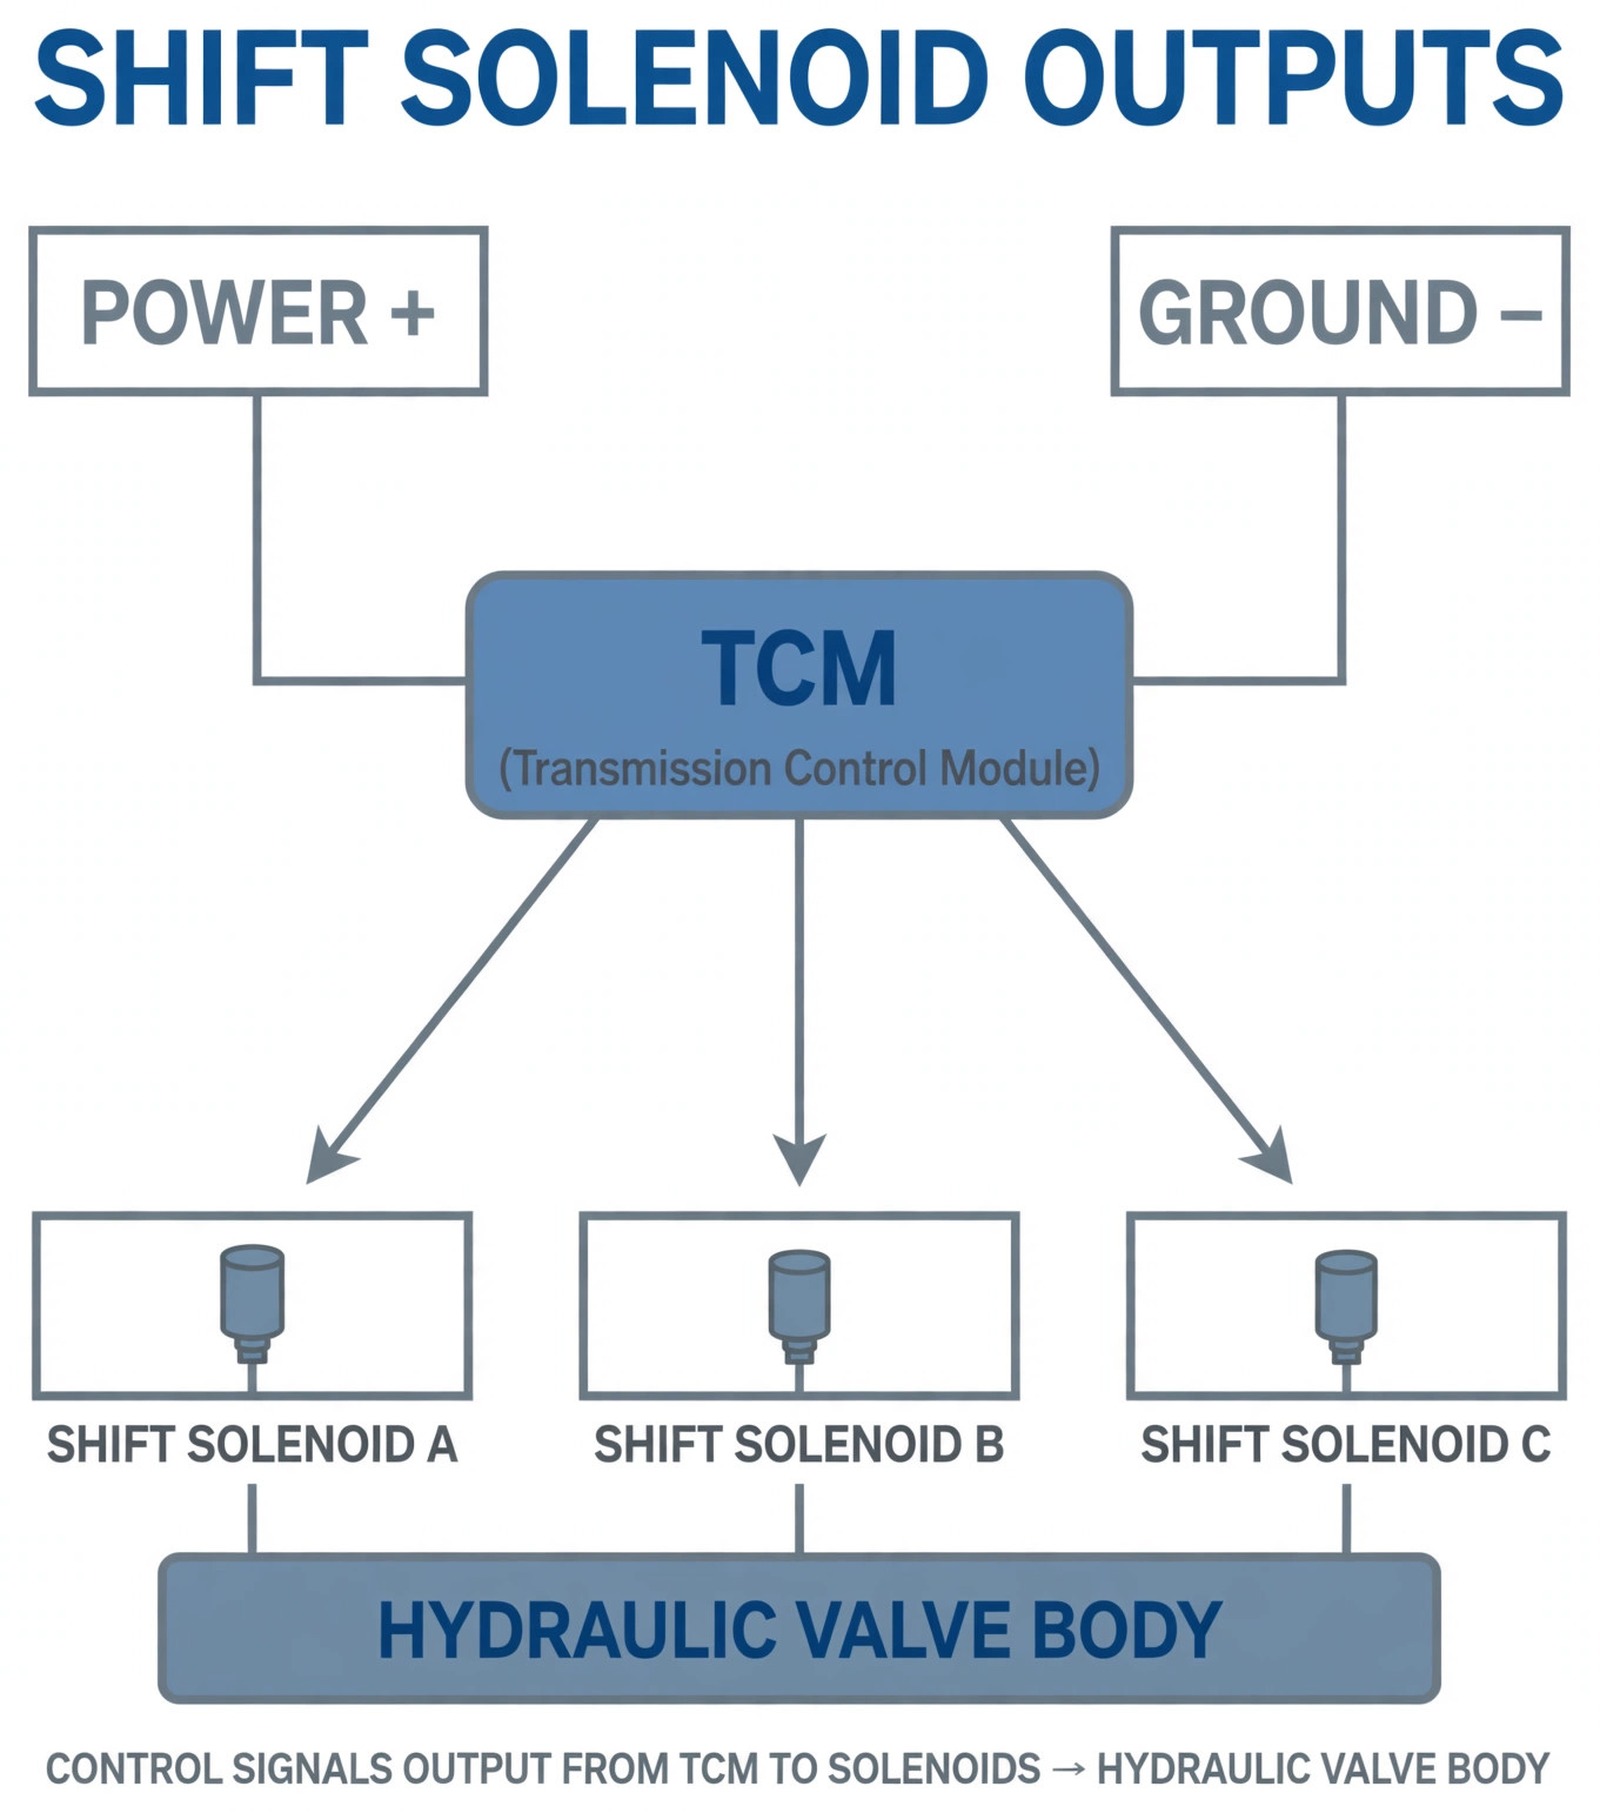 SHIFT SOLENOID OUTPUTS
POWER +
GROUND –
TCM
(Transmission Control Module)
SHIFT SOLENOID A
SHIFT SOLENOID B
SHIFT SOLENOID C
HYDRAULIC VALVE BODY
CONTROL SIGNALS OUTPUT FROM TCM TO SOLENOIDS → HYDRAULIC VALVE BODY